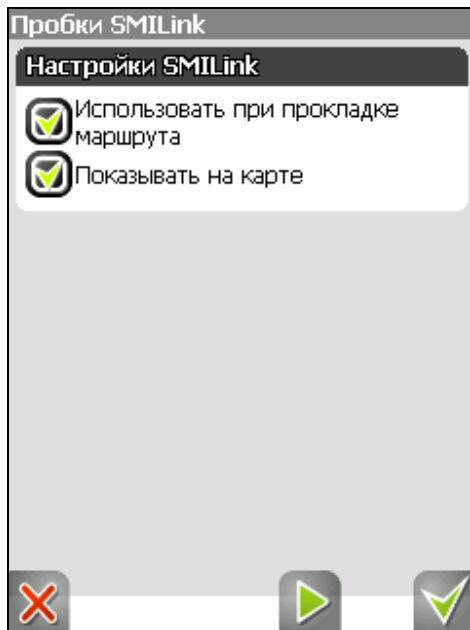 Пробки SMILink
Настройки SMILink
Использовать при прокладке
маршрута
Показывать на карте